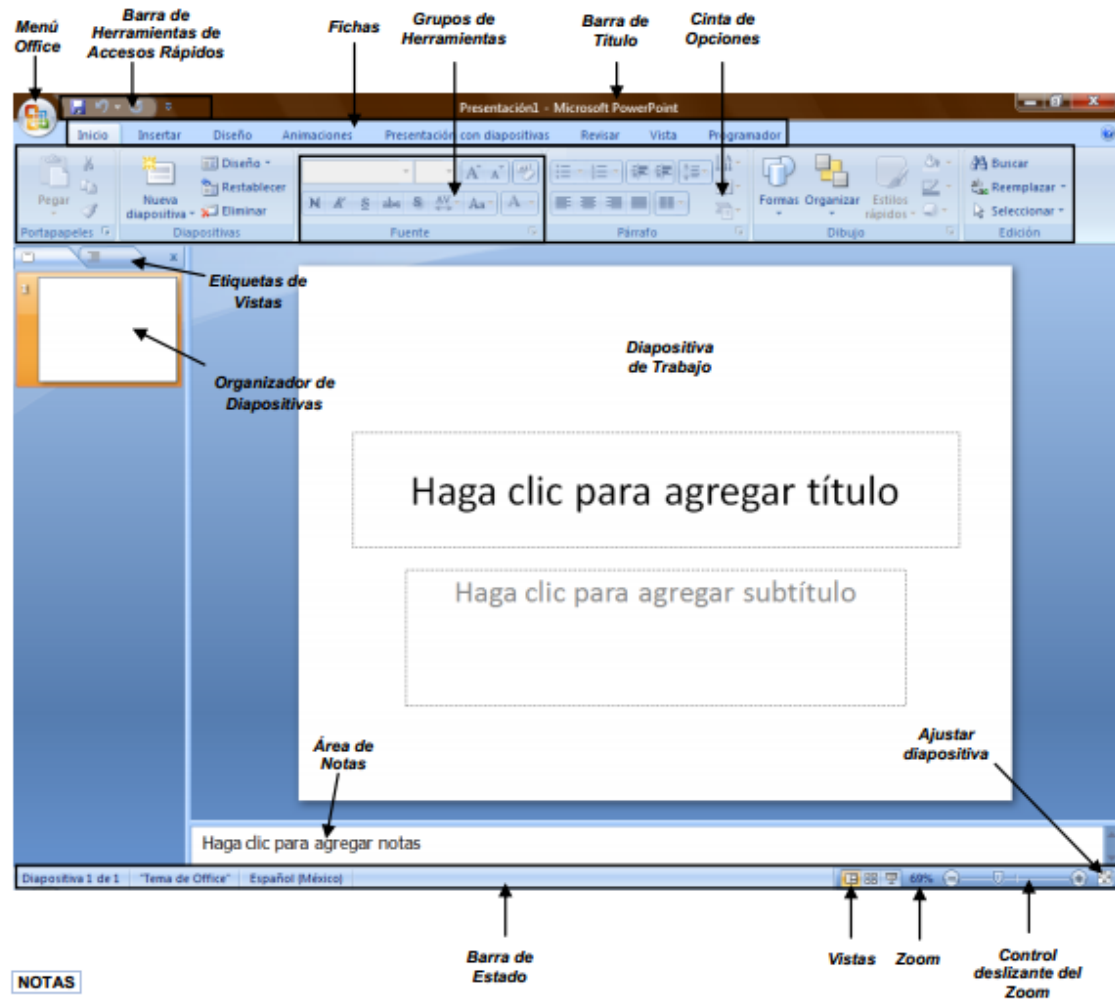 Menú
Office
Barra de
Herramientas de
Accesos Rápidos
Fichas
Grupos de
Herramientas
Barra de
Titulo
Cinta de
Opciones
Presentación1 - Microsoft PowerPoint
Inicio Insertar Diseño Animaciones Presentación con diapositivas Revisar Vista Programador
Pegar
Portapapeles
Nueva
diapositiva
Diseño
Restablecer
Eliminar
Diapositivas
N K S abc S AV Aa A
Fuente
Párrafo
Formas Organizar Estilos
rápidos
Dibujo
Buscar
Reemplazar
Seleccionar
Edición
Etiquetas de
Vistas
1
Organizador de
Diapositivas
Diapositiva
de Trabajo
Haga clic para agregar título
Haga clic para agregar subtítulo
Área de
Notas
Ajustar
diapositiva
Haga clic para agregar notas
Diapositiva 1 de 1 "Tema de Office" Español (México) 69%
Barra de
Estado
Vistas
Zoom
Control
deslizante del
Zoom
NOTAS